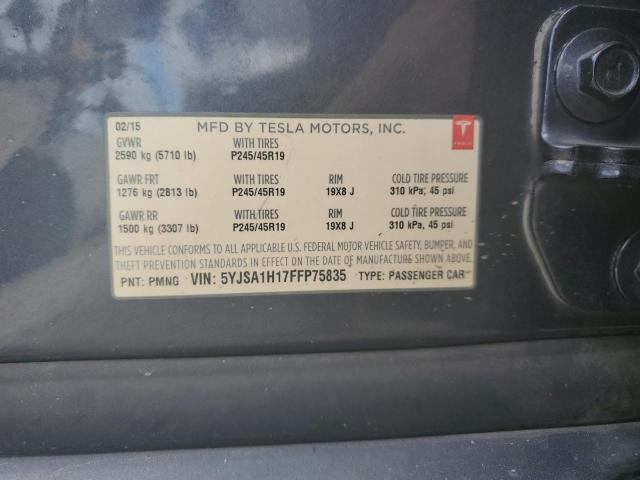 02/15 MFD BY TESLA MOTORS, INC.
GVWR WITH TIRES
2590 kg (5710 lb) P245/45R19
GAWR FRT WITH TIRES RIM COLD TIRE PRESSURE
1276 kg (2813 lb) P245/45R19 19X8 J 310 kPa, 45 psi
GAWR RR WITH TIRES RIM COLD TIRE PRESSURE
1500 kg (3307 lb) P245/45R19 19X8 J 310 kPa, 45 psi
THIS VEHICLE CONFORMS TO ALL APPLICABLE U.S. FEDERAL MOTOR VEHICLE SAFETY, BUMPER, AND
THEFT PREVENTION STANDARDS IN EFFECT ON THE DATE OF MANUFACTURE SHOWN ABOVE.
PNT: PMNG VIN: 5YJSA1H17FFP75835 TYPE: PASSENGER CAR
TESLA